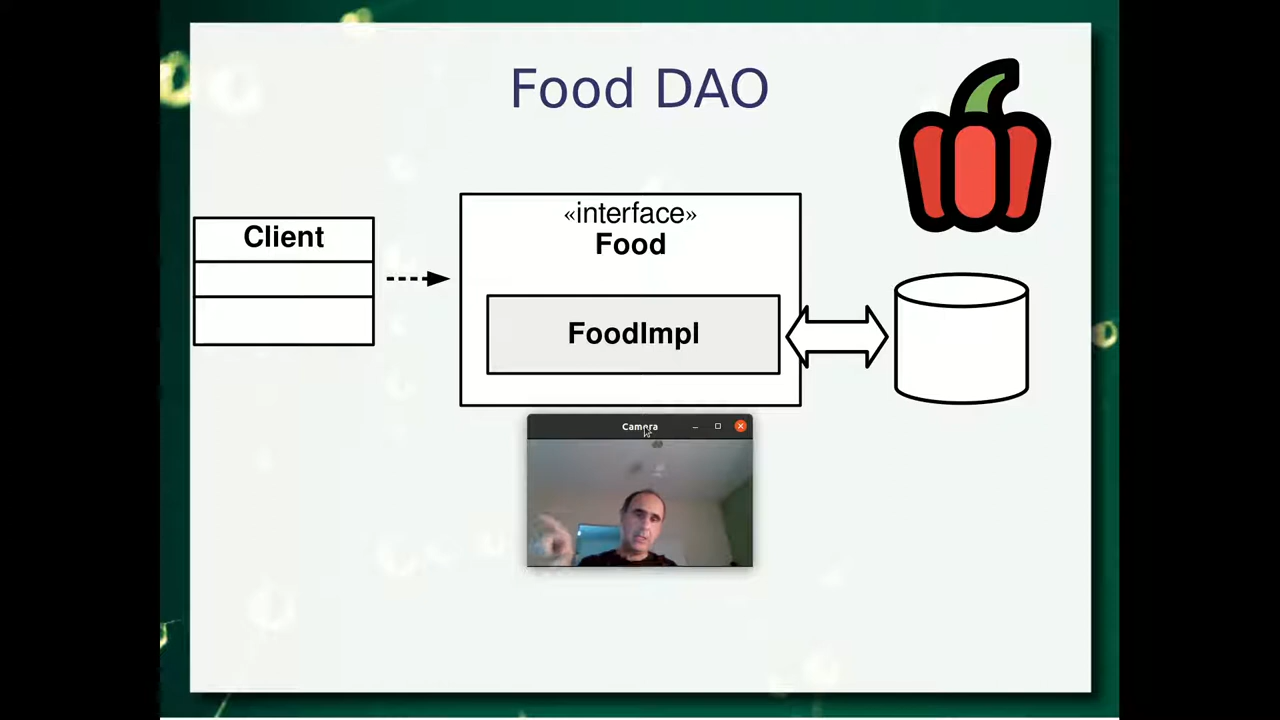 Food DAO
Client
«interface»
Food
FoodImpl
Camera